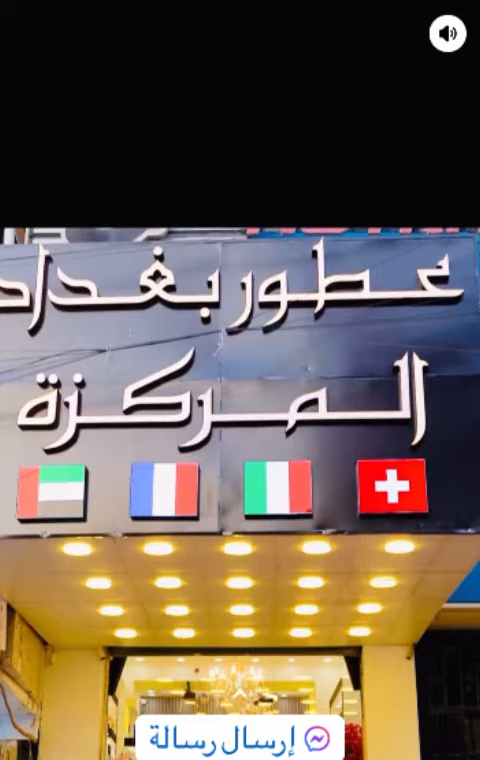 عطور بغداد
المركزة
إرسال رسالة